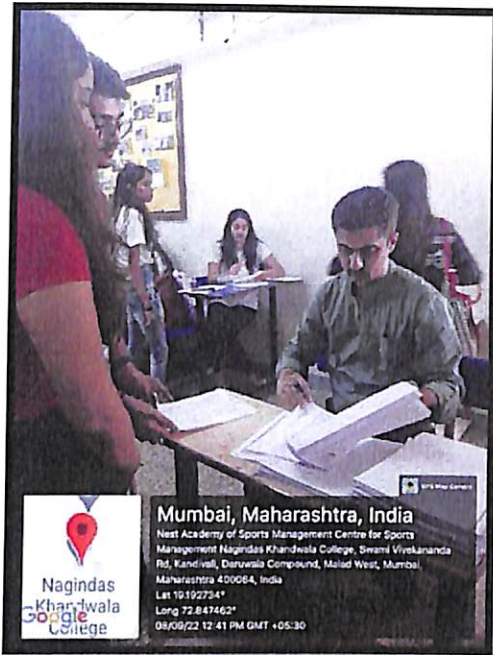 GPS Map Camera
Mumbai, Maharashtra, India
Nest Academy of Sports Management Centre for Sports
Management Nagindas Khandwala College, Swami Vivekananda
Rd, Kandivali, Daruwala Compound, Malad West, Mumbai,
Maharashtra 400064, India
Lat 19.192734°
Long 72.847462°
08/09/22 12:41 PM GMT +05:30
Nagindas
Khandwala
College
Google